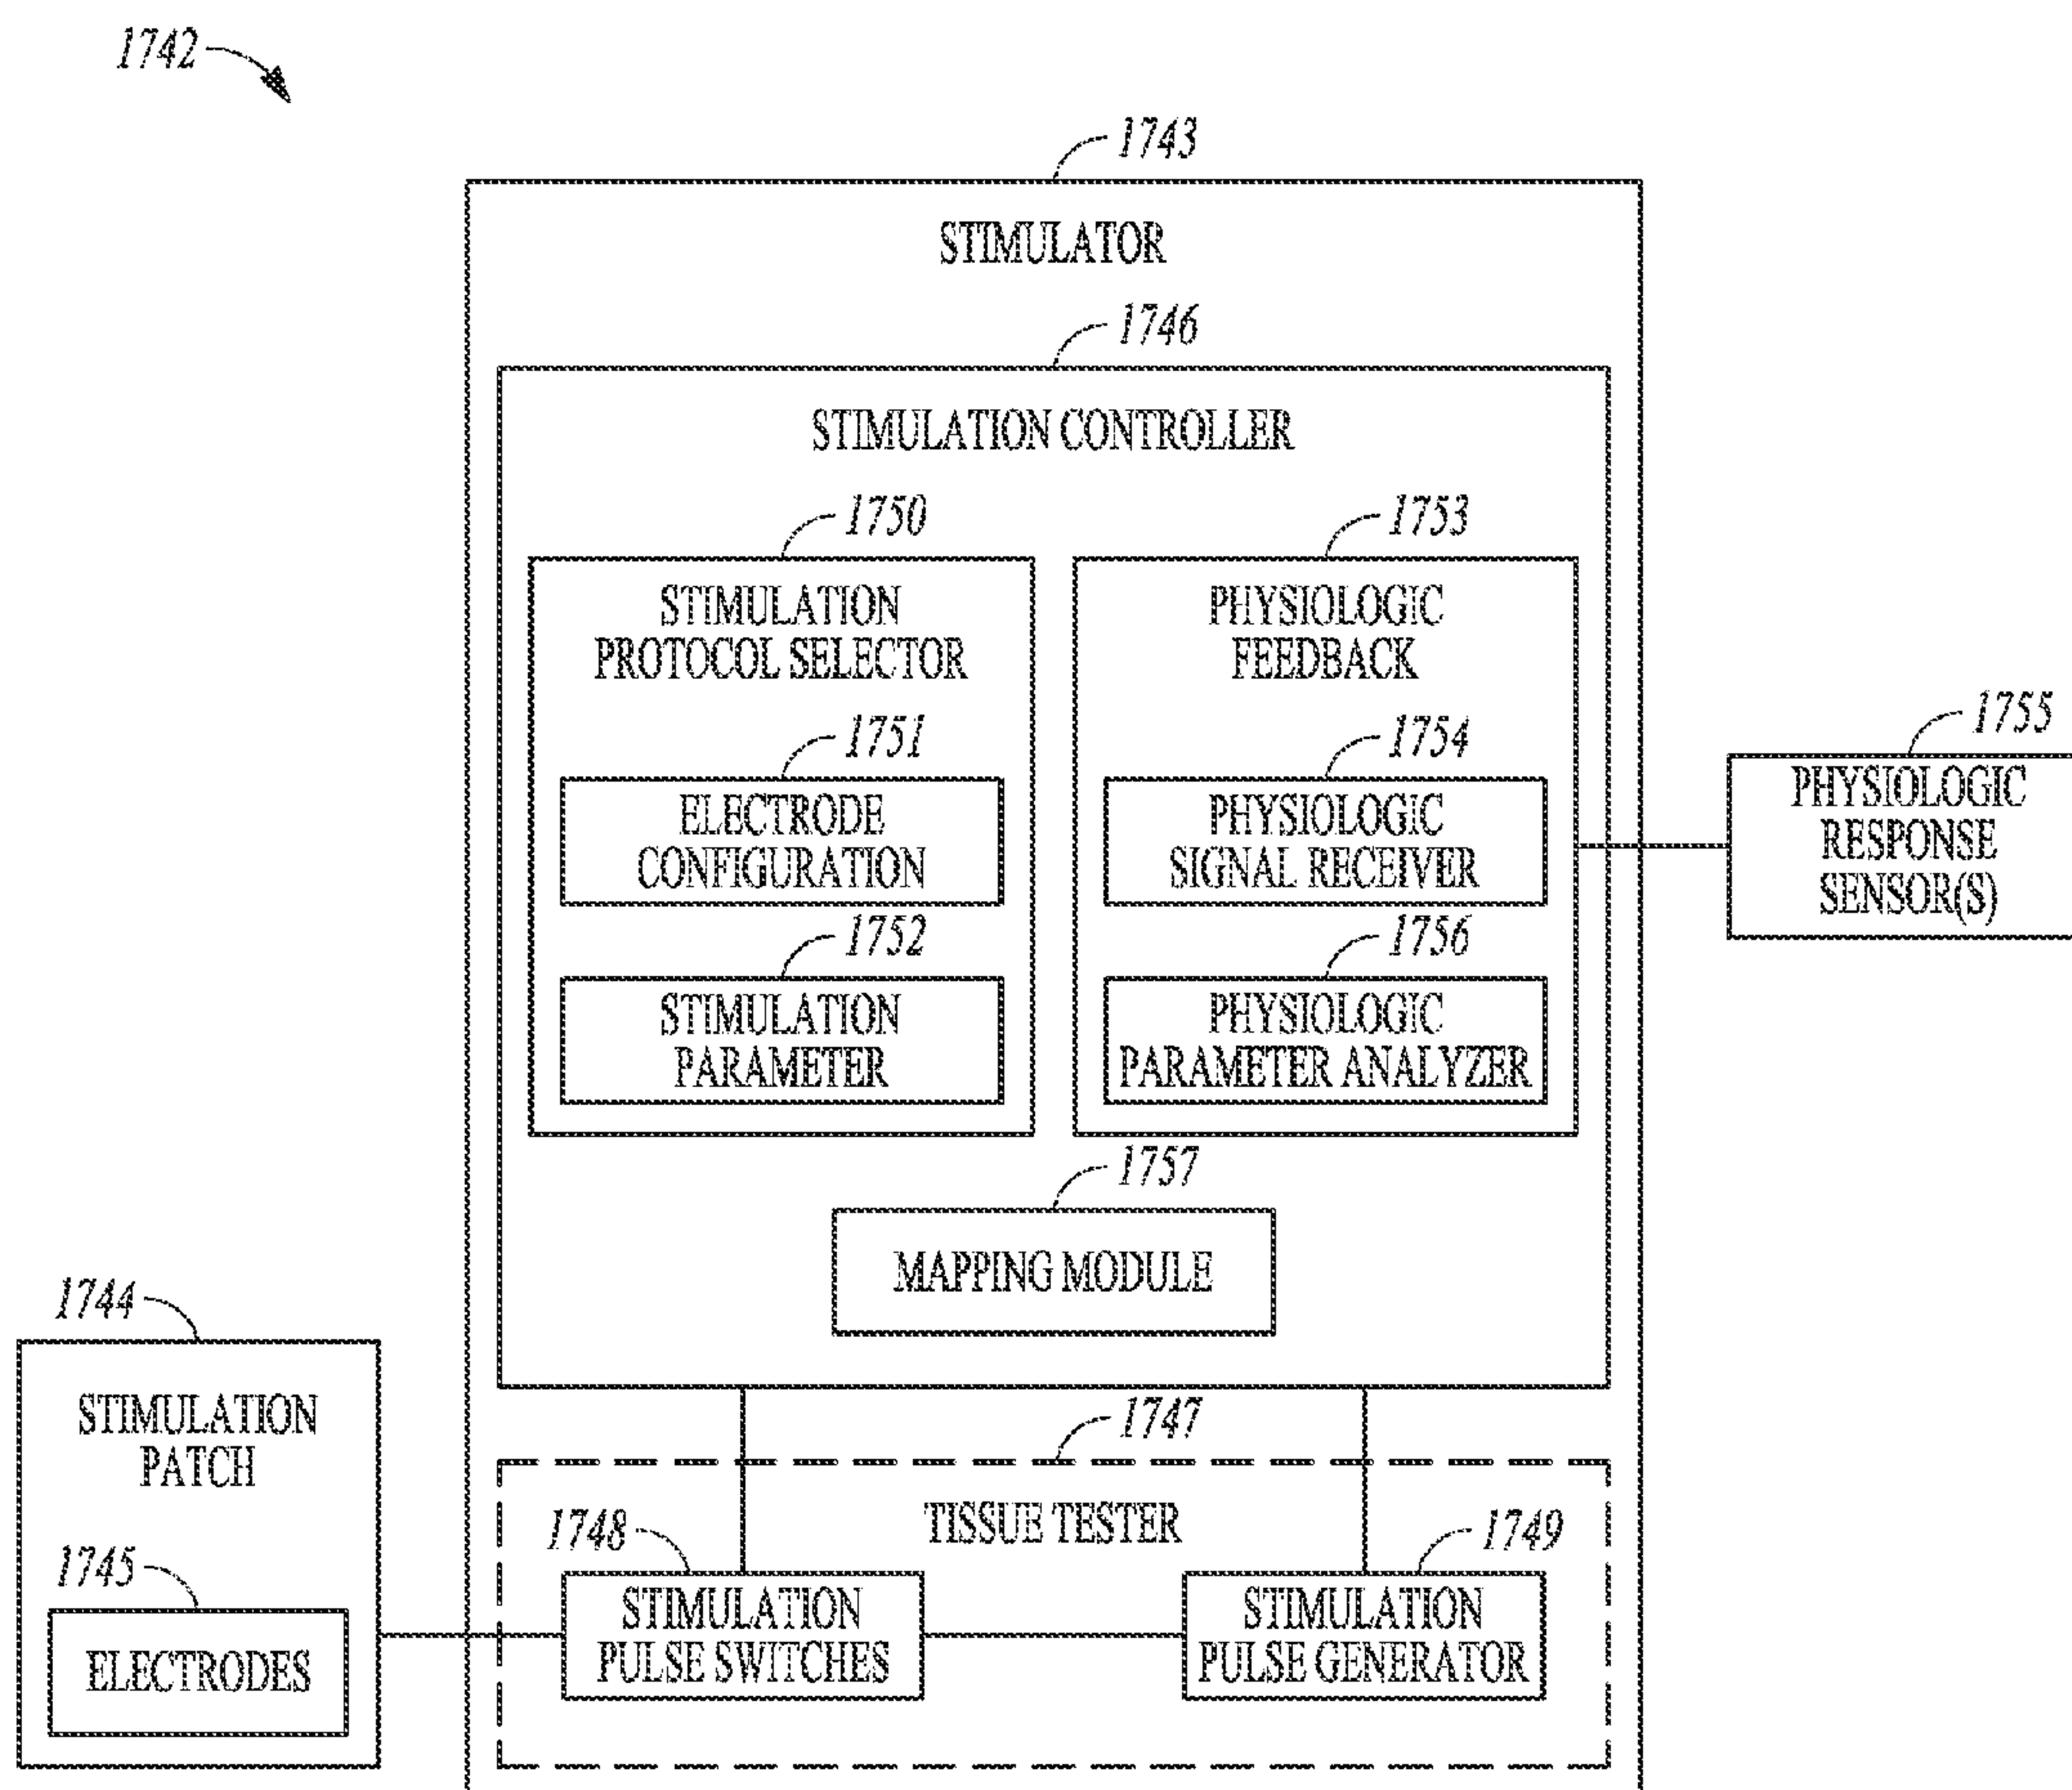 1742
1743
STIMULATOR
1746
STIMULATION CONTROLLER
1750
STIMULATION
PROTOCOL SELECTOR
1751
ELECTRODE
CONFIGURATION
1752
STIMULATION
PARAMETER
1753
PHYSIOLOGIC
FEEDBACK
1754
PHYSIOLOGIC
SIGNAL RECEIVER
1756
PHYSIOLOGIC
PARAMETER ANALYZER
1755
PHYSIOLOGIC
RESPONSE
SENSOR(S)
1757
MAPPING MODULE
1744
STIMULATION
PATCH
1745
ELECTRODES
1747
TISSUE TESTER
1748
STIMULATION
PULSE SWITCHES
1749
STIMULATION
PULSE GENERATOR